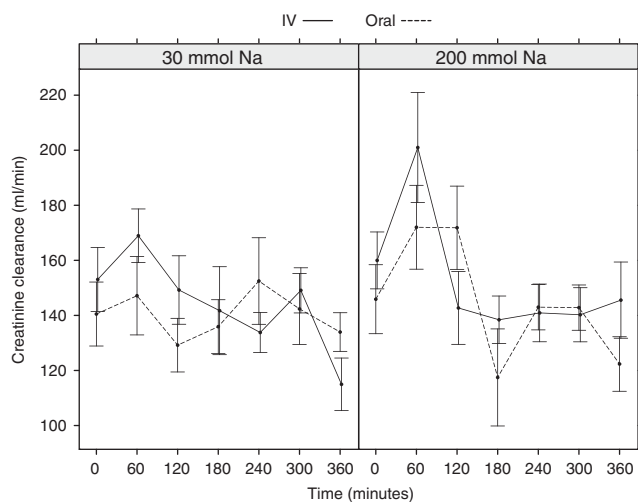 IV Oral
30 mmol Na 200 mmol Na
220
200
180
160
140
120
100
Creatinine clearance (ml/min)
0 60 120 180 240 300 360 0 60 120 180 240 300 360
Time (minutes)